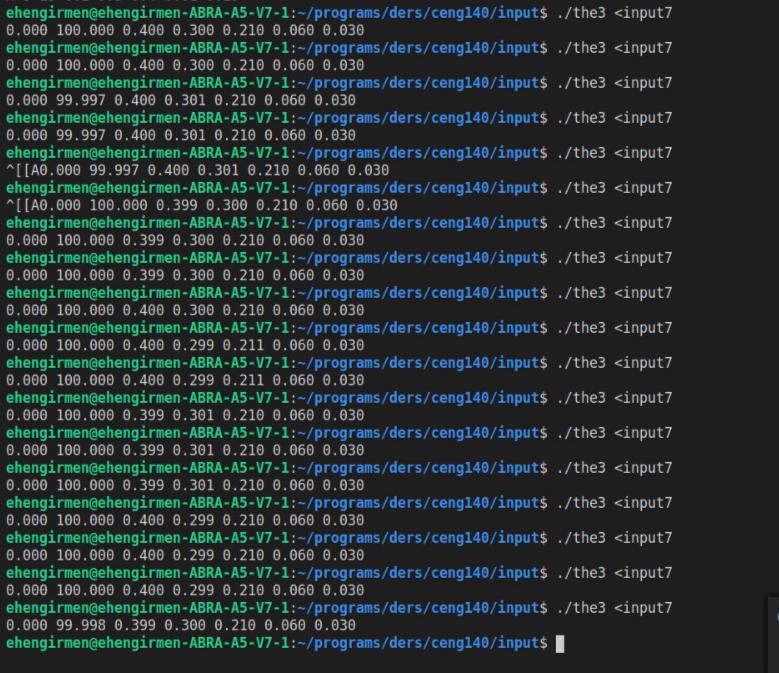 ehengirmen@ehengirmen-ABRA-A5-V7-1:~/programs/ders/ceng140/input$ ./the3 <input7
0.000 100.000 0.400 0.300 0.210 0.060 0.030
ehengirmen@ehengirmen-ABRA-A5-V7-1:~/programs/ders/ceng140/input$ ./the3 <input7
0.000 100.000 0.400 0.300 0.210 0.060 0.030
ehengirmen@ehengirmen-ABRA-A5-V7-1:~/programs/ders/ceng140/input$ ./the3 <input7
0.000 99.997 0.400 0.301 0.210 0.060 0.030
ehengirmen@ehengirmen-ABRA-A5-V7-1:~/programs/ders/ceng140/input$ ./the3 <input7
0.000 99.997 0.400 0.301 0.210 0.060 0.030
ehengirmen@ehengirmen-ABRA-A5-V7-1:~/programs/ders/ceng140/input$ ./the3 <input7
^[[A0.000 99.997 0.400 0.301 0.210 0.060 0.030
ehengirmen@ehengirmen-ABRA-A5-V7-1:~/programs/ders/ceng140/input$ ./the3 <input7
^[[A0.000 100.000 0.399 0.300 0.210 0.060 0.030
ehengirmen@ehengirmen-ABRA-A5-V7-1:~/programs/ders/ceng140/input$ ./the3 <input7
0.000 100.000 0.399 0.300 0.210 0.060 0.030
ehengirmen@ehengirmen-ABRA-A5-V7-1:~/programs/ders/ceng140/input$ ./the3 <input7
0.000 100.000 0.399 0.300 0.210 0.060 0.030
ehengirmen@ehengirmen-ABRA-A5-V7-1:~/programs/ders/ceng140/input$ ./the3 <input7
0.000 100.000 0.400 0.300 0.210 0.060 0.030
ehengirmen@ehengirmen-ABRA-A5-V7-1:~/programs/ders/ceng140/input$ ./the3 <input7
0.000 100.000 0.400 0.299 0.211 0.060 0.030
ehengirmen@ehengirmen-ABRA-A5-V7-1:~/programs/ders/ceng140/input$ ./the3 <input7
0.000 100.000 0.400 0.299 0.211 0.060 0.030
ehengirmen@ehengirmen-ABRA-A5-V7-1:~/programs/ders/ceng140/input$ ./the3 <input7
0.000 100.000 0.399 0.301 0.210 0.060 0.030
ehengirmen@ehengirmen-ABRA-A5-V7-1:~/programs/ders/ceng140/input$ ./the3 <input7
0.000 100.000 0.399 0.301 0.210 0.060 0.030
ehengirmen@ehengirmen-ABRA-A5-V7-1:~/programs/ders/ceng140/input$ ./the3 <input7
0.000 100.000 0.399 0.301 0.210 0.060 0.030
ehengirmen@ehengirmen-ABRA-A5-V7-1:~/programs/ders/ceng140/input$ ./the3 <input7
0.000 100.000 0.400 0.299 0.210 0.060 0.030
ehengirmen@ehengirmen-ABRA-A5-V7-1:~/programs/ders/ceng140/input$ ./the3 <input7
0.000 100.000 0.400 0.299 0.210 0.060 0.030
ehengirmen@ehengirmen-ABRA-A5-V7-1:~/programs/ders/ceng140/input$ ./the3 <input7
0.000 100.000 0.400 0.299 0.210 0.060 0.030
ehengirmen@ehengirmen-ABRA-A5-V7-1:~/programs/ders/ceng140/input$ ./the3 <input7
0.000 99.998 0.399 0.300 0.210 0.060 0.030
ehengirmen@ehengirmen-ABRA-A5-V7-1:~/programs/ders/ceng140/input$